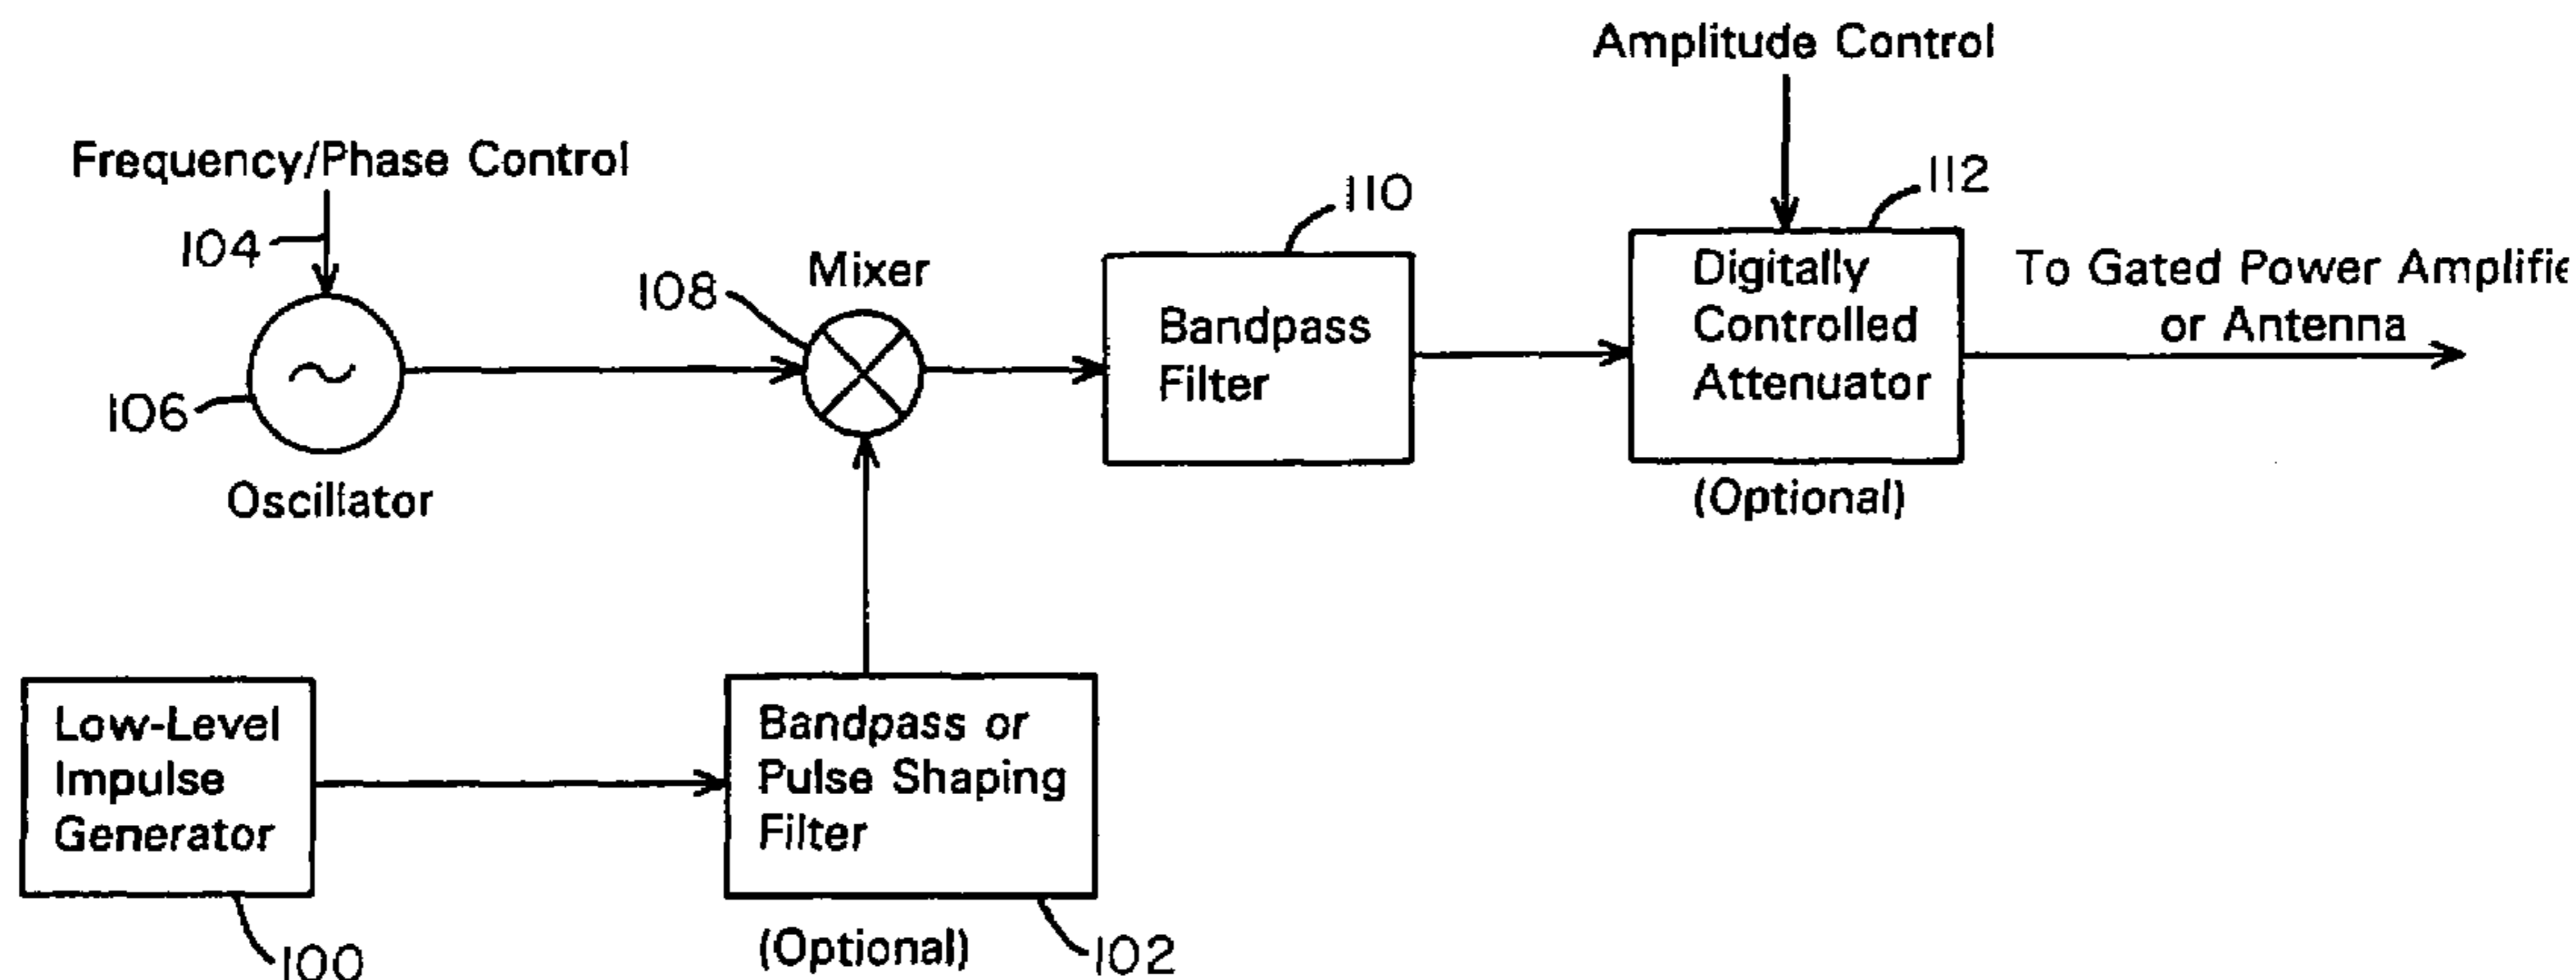 Amplitude Control
Frequency/Phase Control
104
106
Oscillator
108
Mixer
110
Bandpass
Filter
112
Digitally
Controlled
Attenuator
(Optional)
To Gated Power Amplifie
or Antenna
Low-Level
Impulse
Generator
100
Bandpass or
Pulse Shaping
Filter
(Optional)
102